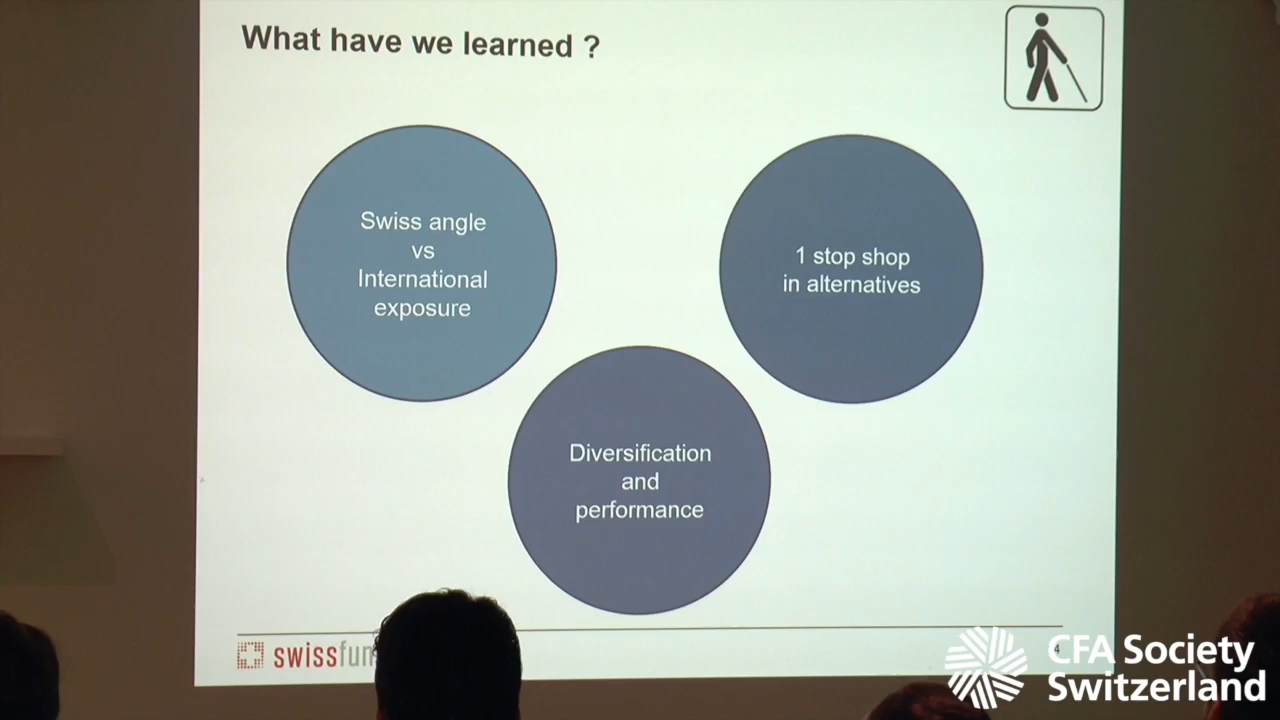 What have we learned ?
Swiss angle
vs
International
exposure
1 stop shop
in alternatives
Diversification
and
performance
swissfun
4
CFA Society
Switzerland